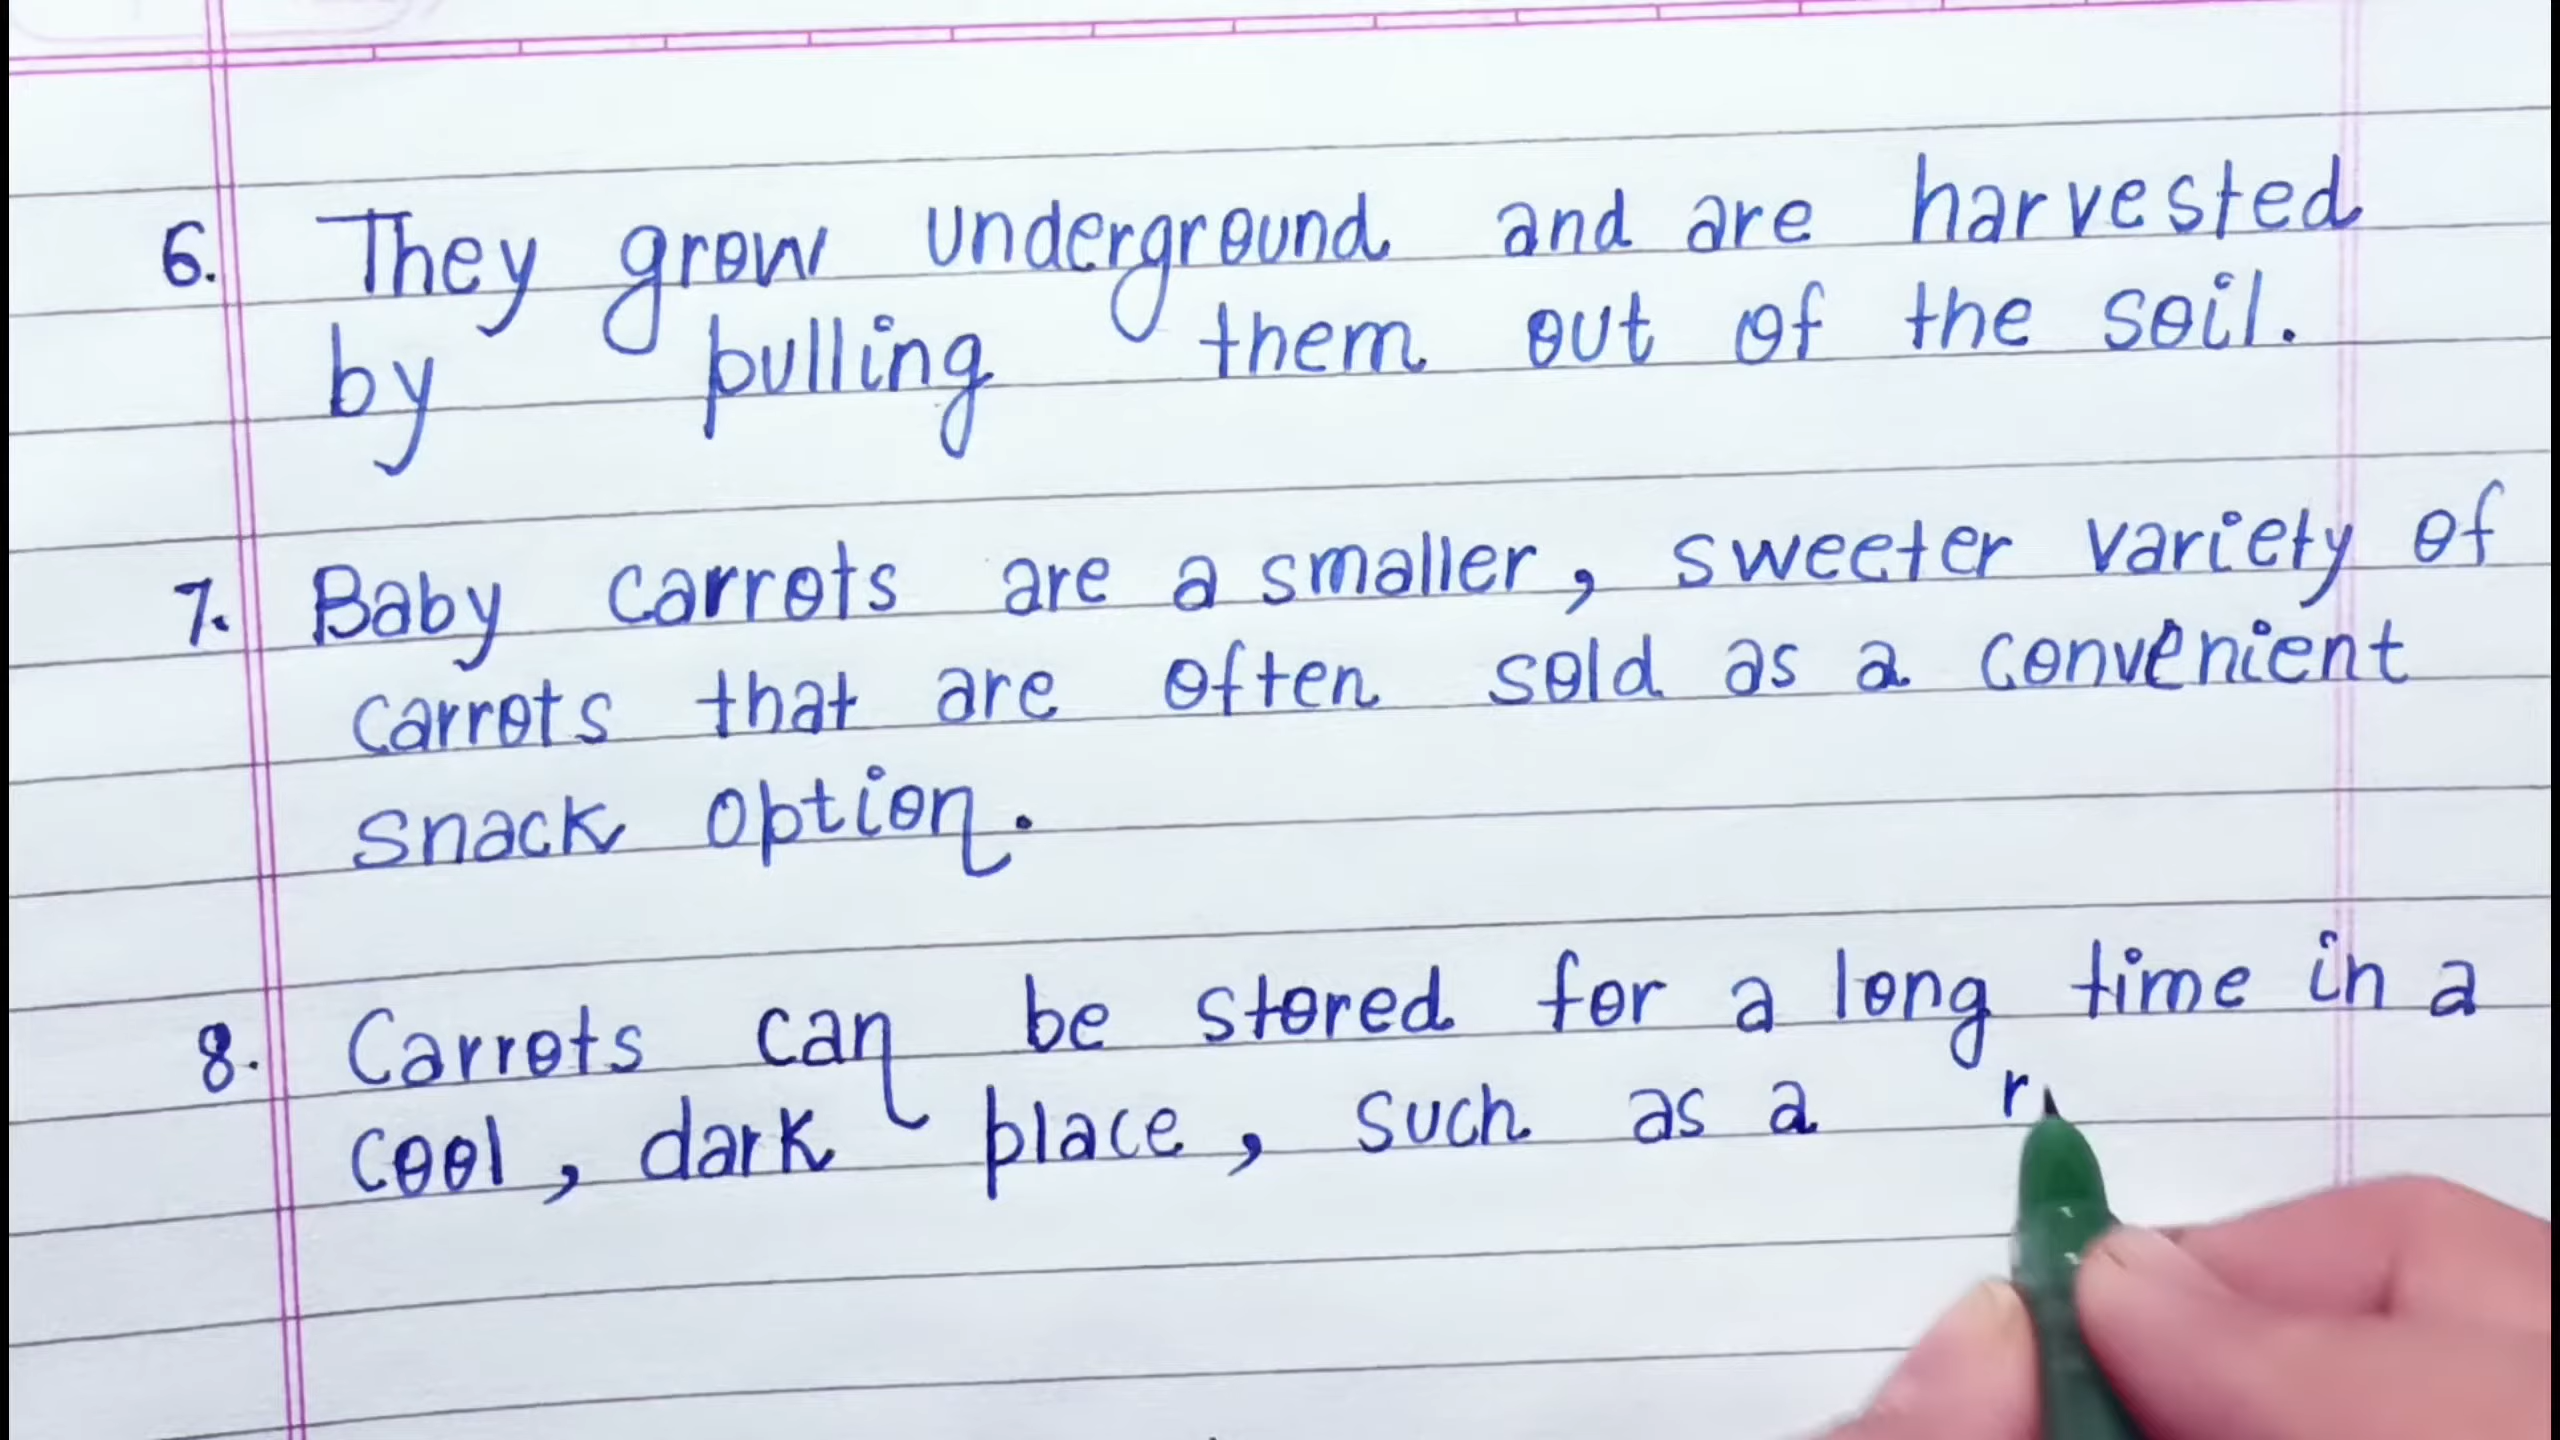 6. They grow underground and are harvested
by pulling them out of the soil.
7. Baby carrots are a smaller, sweeter variety of
carrots that are often sold as a convenient
snack option.
8. Carrots can be stored for a long time in a
cool, dark place, such as a r